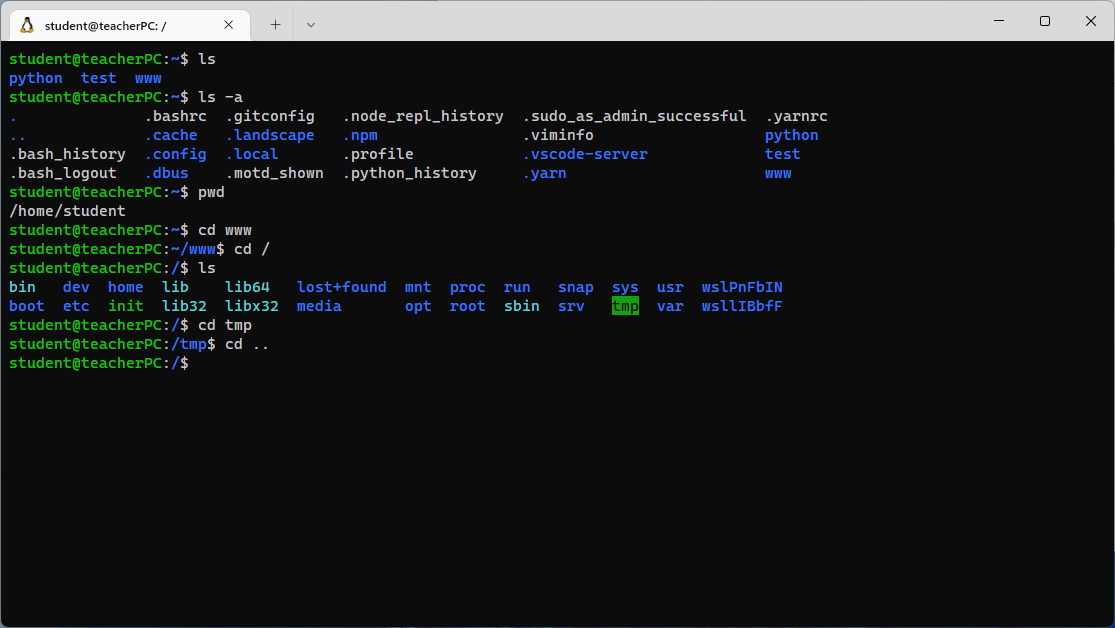 student@teacherPC: /
student@teacherPC:~$ ls
python  test  www
student@teacherPC:~$ ls -a
.               .bashrc  .gitconfig   .node_repl_history  .sudo_as_admin_successful  .yarnrc
..              .cache   .landscape   .npm                .viminfo                   python
.bash_history   .config  .local       .profile            .vscode-server             test
.bash_logout    .dbus    .motd_shown  .python_history     .yarn                      www
student@teacherPC:~$ pwd
/home/student
student@teacherPC:~$ cd www
student@teacherPC:~/www$ cd /
student@teacherPC:/$ ls
bin   dev  home  lib    lib64   lost+found  mnt  proc  run   snap  sys  usr  wslPnFbIN
boot  etc  init  lib32  libx32  media       opt  root  sbin  srv   tmp  var  wsllIBbfF
student@teacherPC:/$ cd tmp
student@teacherPC:/tmp$ cd ..
student@teacherPC:/$